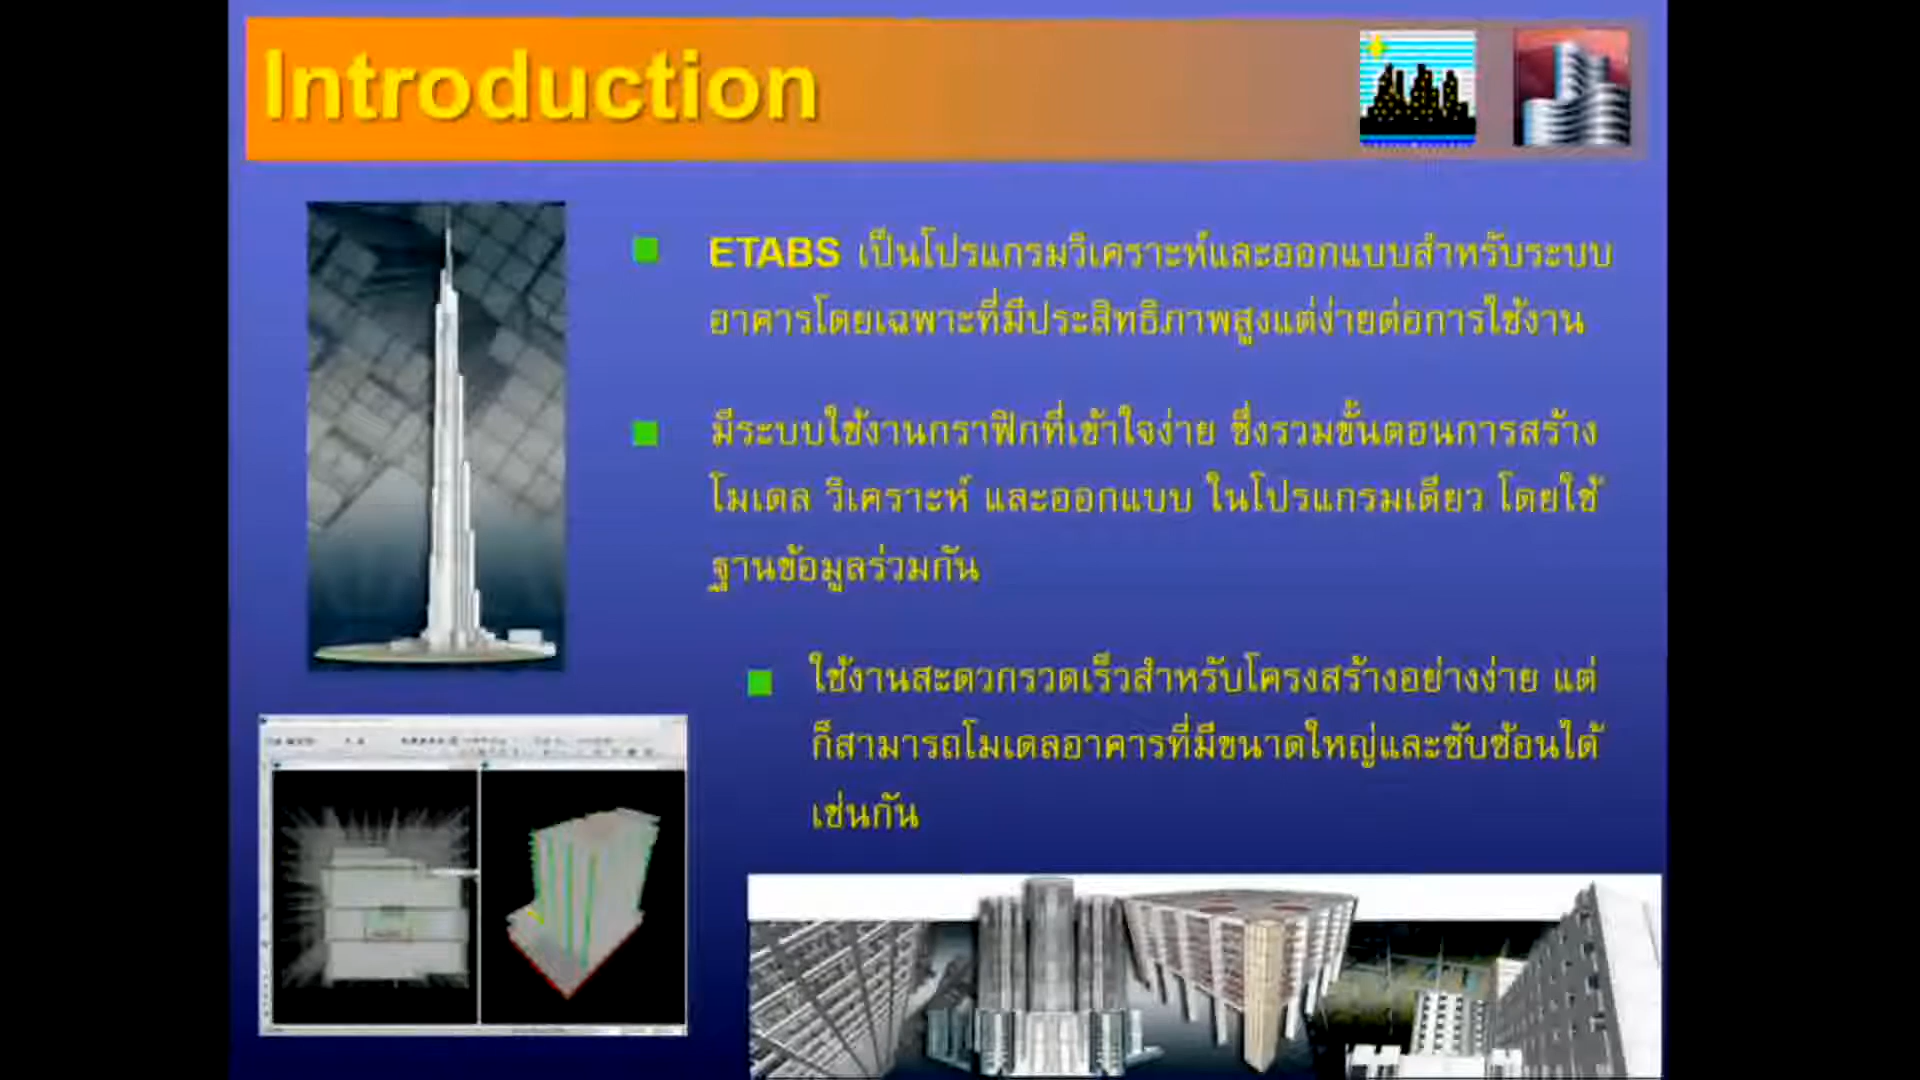 Introduction
ETABS เป็นโปรแกรมวิเคราะห์และออกแบบสำหรับระบบ
อาคารโดยเฉพาะที่มีประสิทธิภาพสูงแต่ง่ายต่อการใช้งาน
มีระบบใช้งานกราฟิกที่เข้าใจง่าย ซึ่งรวมขั้นตอนการสร้าง
โมเดล วิเคราะห์ และออกแบบ ในโปรแกรมเดียว โดยใช้
ฐานข้อมูลร่วมกัน
ใช้งานสะดวกรวดเร็วสำหรับโครงสร้างอย่างง่าย แต่
ก็สามารถโมเดลอาคารที่มีขนาดใหญ่และซับซ้อนได้
เช่นกัน